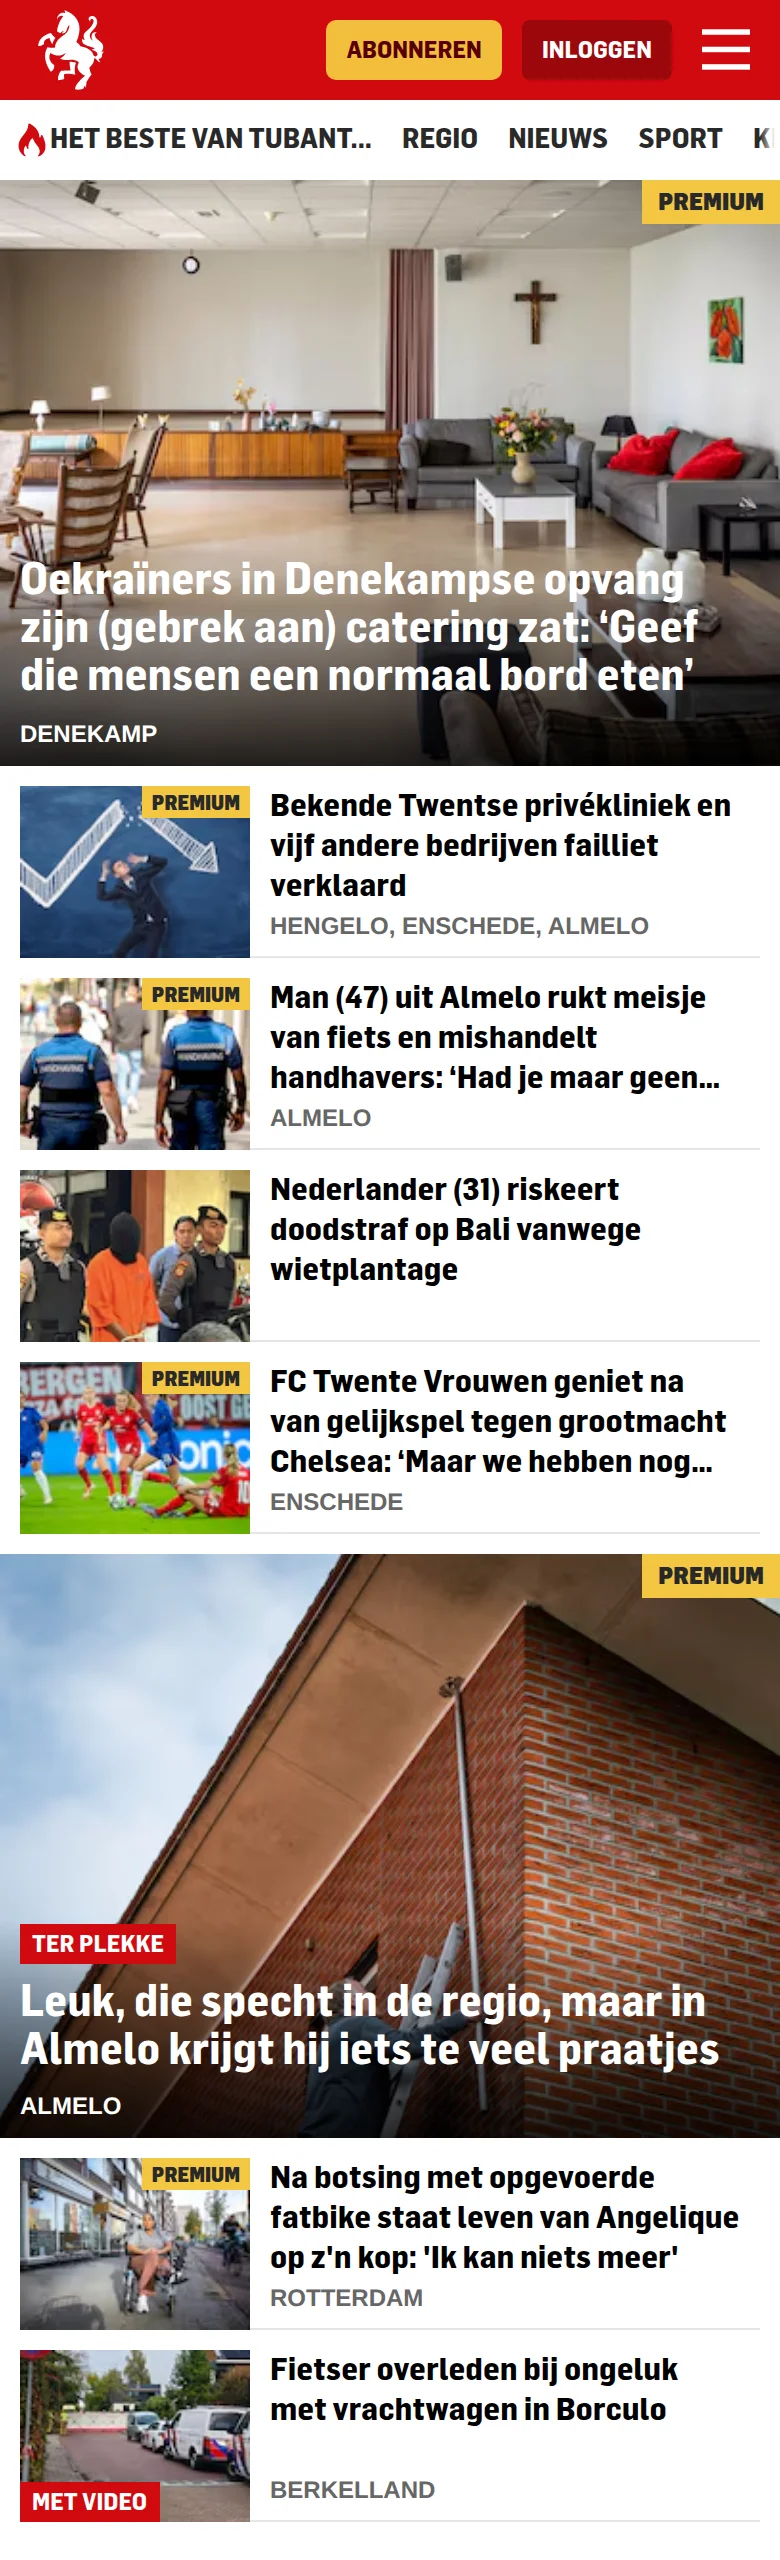 ABONNEREN
INLOGGEN
HET BESTE VAN TUBANT...
REGIO
NIEUWS
SPORT
PREMIUM
Oekraïners in Denekampse opvang
zijn (gebrek aan) catering zat: ‘Geef
die mensen een normaal bord eten’
DENEKAMP
PREMIUM
Bekende Twentse privékliniek en
vijf andere bedrijven failliet
verklaard
HENGELO, ENSCHEDE, ALMELO
PREMIUM
HANDHAVING
HANDHAVING
Man (47) uit Almelo rukt meisje
van fiets en mishandelt
handhavers: ‘Had je maar geen...
ALMELO
Nederlander (31) riskeert
doodstraf op Bali vanwege
wietplantage
BERGEN
PREMIUM
FC Twente Vrouwen geniet na
van gelijkspel tegen grootmacht
Chelsea: ‘Maar we hebben nog...
ENSCHEDE
PREMIUM
TER PLEKKE
Leuk, die specht in de regio, maar in
Almelo krijgt hij iets te veel praatjes
ALMELO
PREMIUM
Na botsing met opgevoerde
fatbike staat leven van Angelique
op z'n kop: 'Ik kan niets meer'
ROTTERDAM
MET VIDEO
Fietser overleden bij ongeluk
met vrachtwagen in Borculo
BERKELLAND